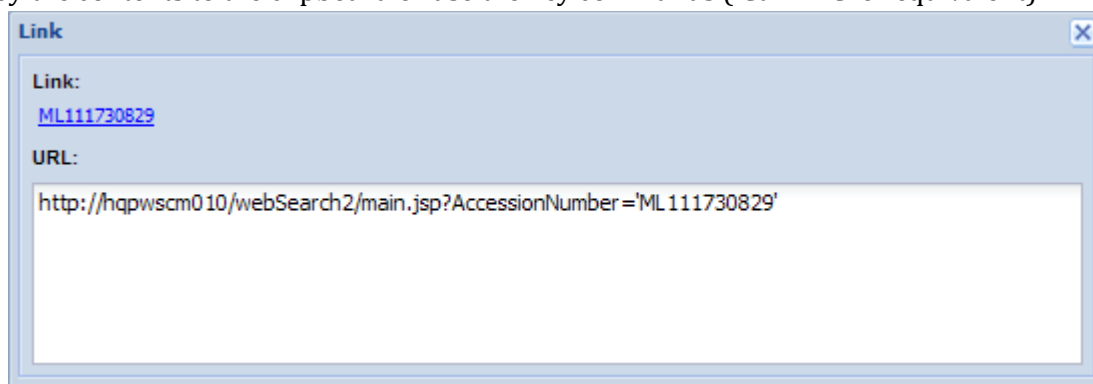 Link
Link:
ML111730829
URL:
http://hqpwscm010/webSearch2/main.jsp?AccessionNumber='ML111730829'